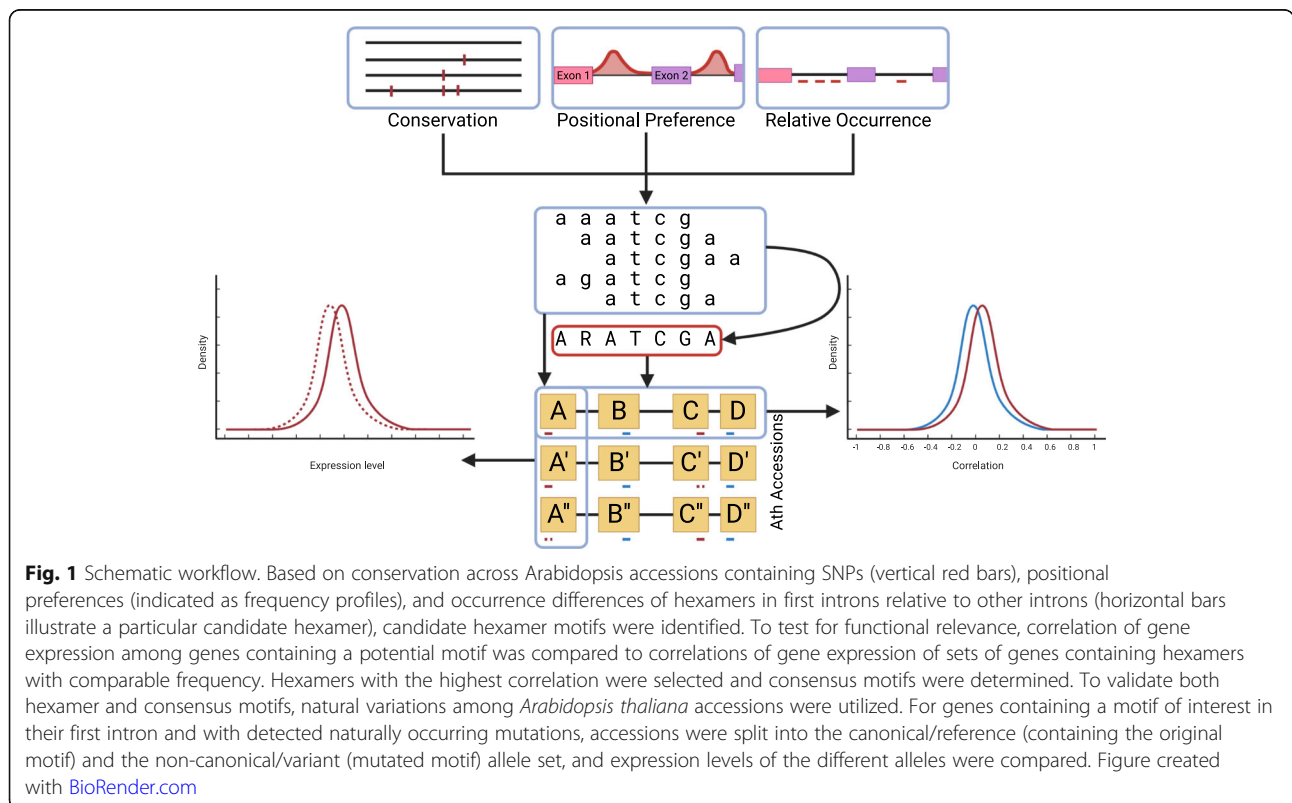 Exon 1
Exon 2
Conservation
Positional Preference
Relative Occurrence
a a a t c g
a a t c g a
a t c g a a
a g a t c g
a t c g a
A R A T C G A
Density
Expression level
A B C D
A' B' C' D'
A" B" C" D"
Ath Accessions
Density
-1 -0.8 -0.6 -0.4 -0.2 0 0.2 0.4 0.6 0.8 1
Correlation
Fig. 1 Schematic workflow. Based on conservation across Arabidopsis accessions containing SNPs (vertical red bars), positional
preferences (indicated as frequency profiles), and occurrence differences of hexamers in first introns relative to other introns (horizontal bars
illustrate a particular candidate hexamer), candidate hexamer motifs were identified. To test for functional relevance, correlation of gene
expression among genes containing a potential motif was compared to correlations of gene expression of sets of genes containing hexamers
with comparable frequency. Hexamers with the highest correlation were selected and consensus motifs were determined. To validate both
hexamer and consensus motifs, natural variations among Arabidopsis thaliana accessions were utilized. For genes containing a motif of interest in
their first intron and with detected naturally occurring mutations, accessions were split into the canonical/reference (containing the original
motif) and the non-canonical/variant (mutated motif) allele set, and expression levels of the different alleles were compared. Figure created
with BioRender.com